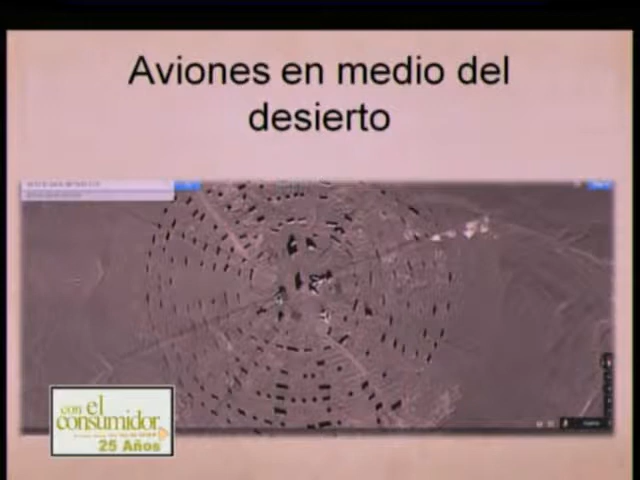 Aviones en medio del
desierto
con el
consumidor
25 Años